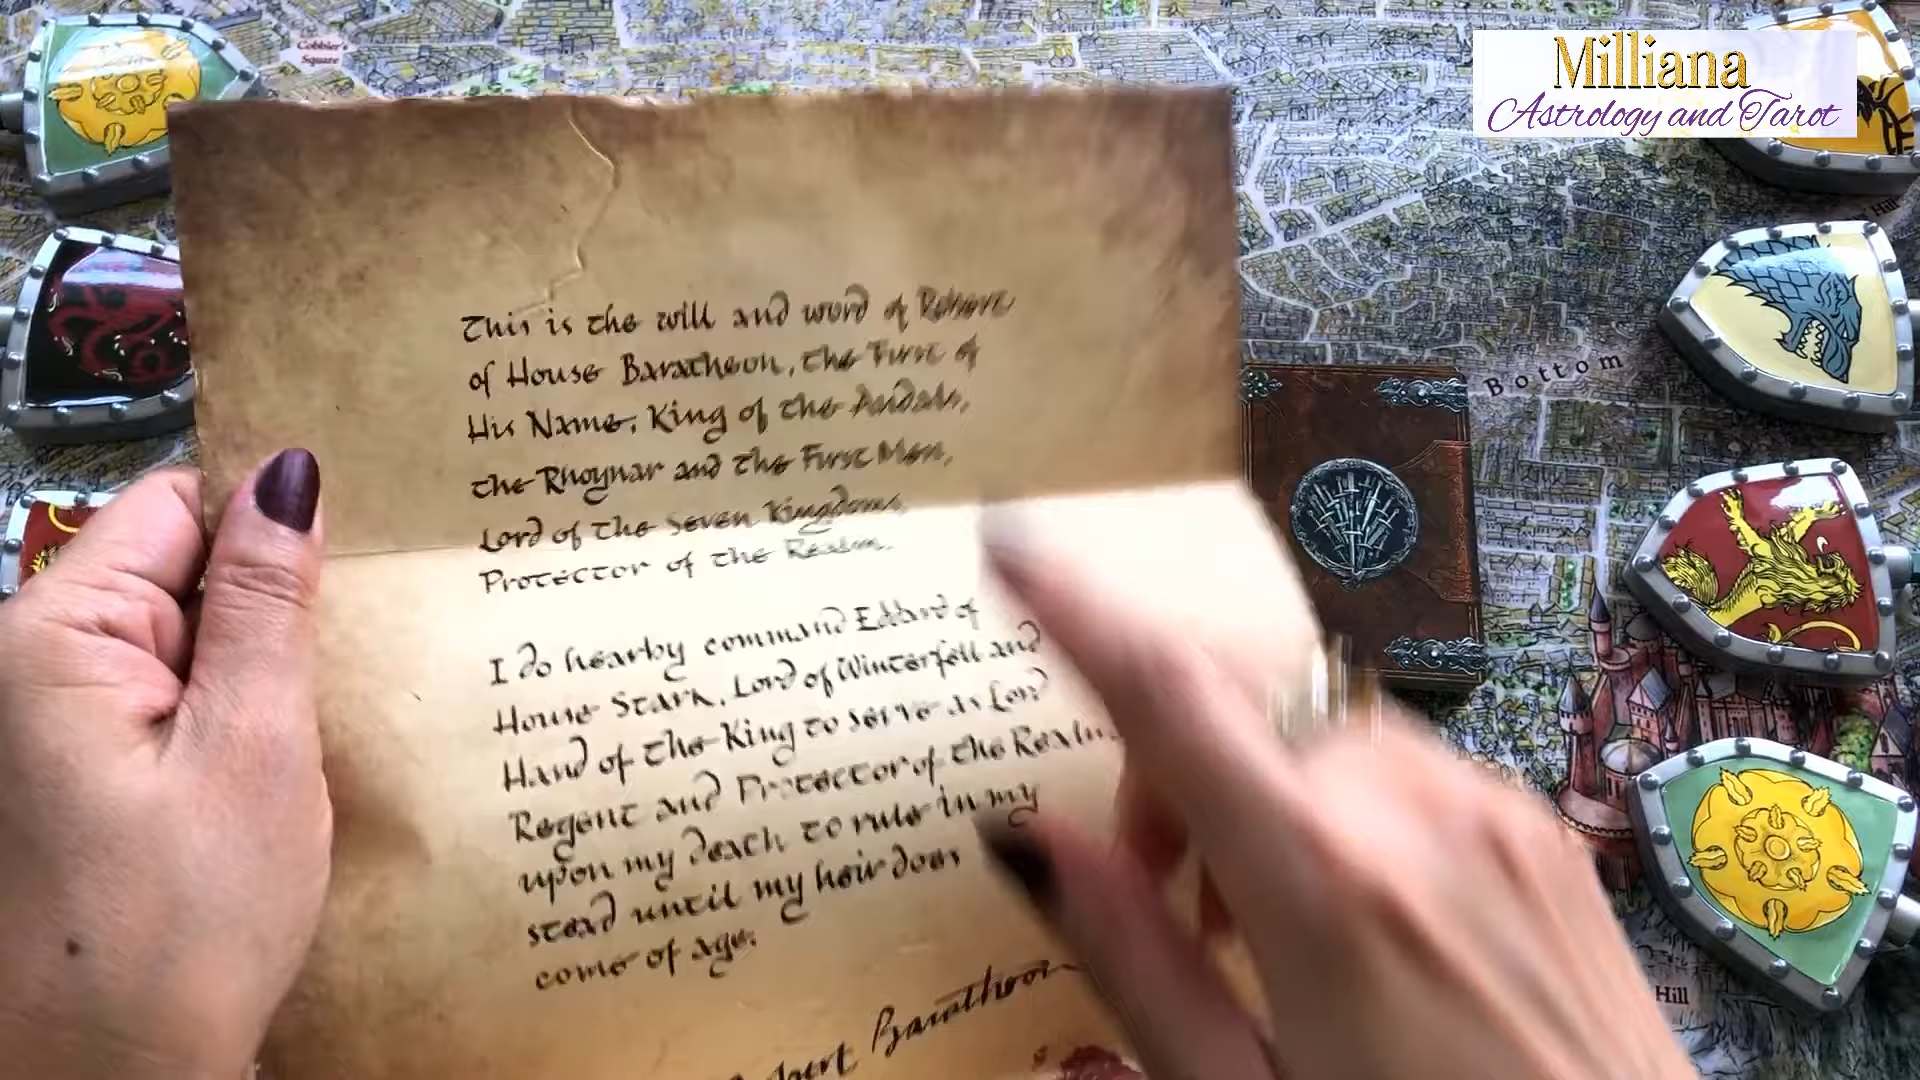 Cobbler's
Square
Milliana
Astrology and Tarot
Hill
Bottom
This is the will and word of Robert
of House Baratheon, the First of
His Name, King of the Andals,
the Rhoynar and the First Men,
Lord of the Seven Kingdoms,
Protector of the Realm.
I do hearby command Eddard of
House Stark, Lord of Winterfell and
Hand of the King to serve as Lord
Regent and Protector of the Realm
upon my death to rule in my
stead until my heir does
come of age.
Baratheon
Hill